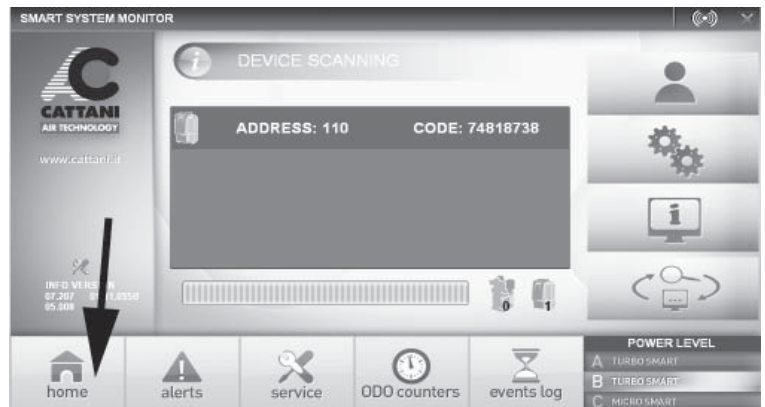 SMART SYSTEM MONITOR
DEVICE SCANNING
AC
CATTANI
AIR TECHNOLOGY
www.cattani.it
ADDRESS: 110 CODE: 74818738
i
INFO VERSION
07.207
05.008
0 1
POWER LEVEL
A TURBO SMART
B TURBO SMART
C MICRO SMART
home alerts service ODO counters events log